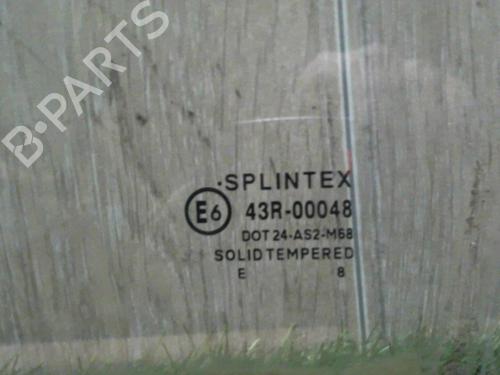 B-PARTS
·SPLINTEX
E6 43R-00048
DOT 24-AS2-M68
SOLID TEMPERED
E 8